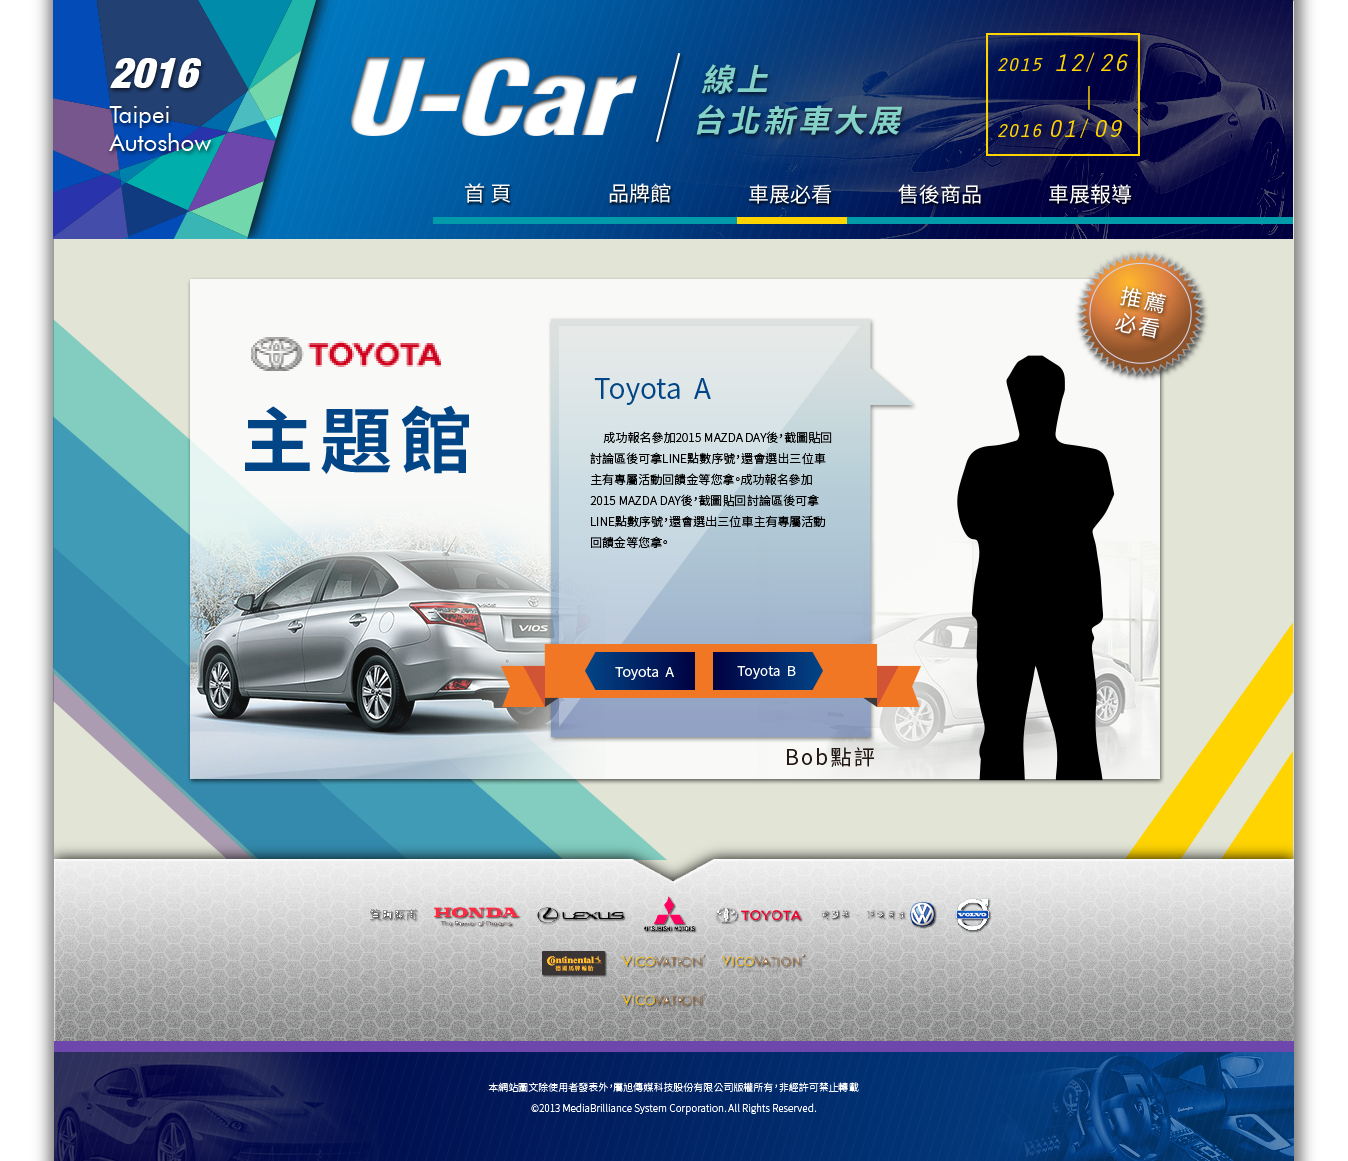 2016
Taipei
Autoshow
U-Car
線上
台北新車大展
2015 12/26
2016 01/09
首 頁
品牌館
車展必看
售後商品
車展報導
推薦
必看
TOYOTA
主題館
Toyota A
成功報名參加2015 MAZDA DAY後，截圖貼回
討論區後可拿LINE點數序號，還會選出三位車
主有專屬活動回饋金等您拿。成功報名參加
2015 MAZDA DAY後，截圖貼回討論區後可拿
LINE點數序號，還會選出三位車主有專屬活動
回饋金等您拿。
VIOS
Toyota A
Toyota B
Bob點評
HONDA
The Power of Dreams
LEXUS
MITSUBISHI MOTORS
TOYOTA
VOLVO
Continental
德國馬牌輪胎
VICOVATION
VICOVATION
VICOVATION
本網站圖文除使用者發表外，屬旭傳媒科技股份有限公司版權所有，非經許可禁止轉載
©2013 MediaBrilliance System Corporation. All Rights Reserved.